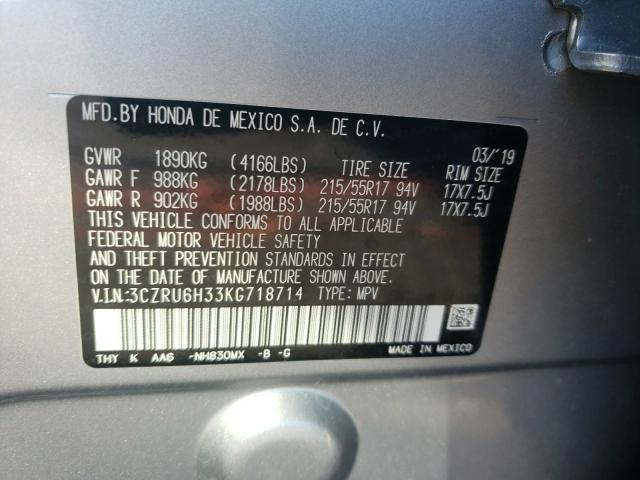 MFD.BY HONDA DE MEXICO S.A. DE C.V.
03/'19
GVWR 1890KG (4166LBS) TIRE SIZE RIM SIZE
GAWR F 988KG (2178LBS) 215/55R17 94V 17X7.5J
GAWR R 902KG (1988LBS) 215/55R17 94V 17X7.5J
THIS VEHICLE CONFORMS TO ALL APPLICABLE
FEDERAL MOTOR VEHICLE SAFETY
AND THEFT PREVENTION STANDARDS IN EFFECT
ON THE DATE OF MANUFACTURE SHOWN ABOVE.
V.I.N.:3CZRU6H33KG718714 TYPE: MPV
THY K AA6 -NH830MX -B -G MADE IN MEXICO